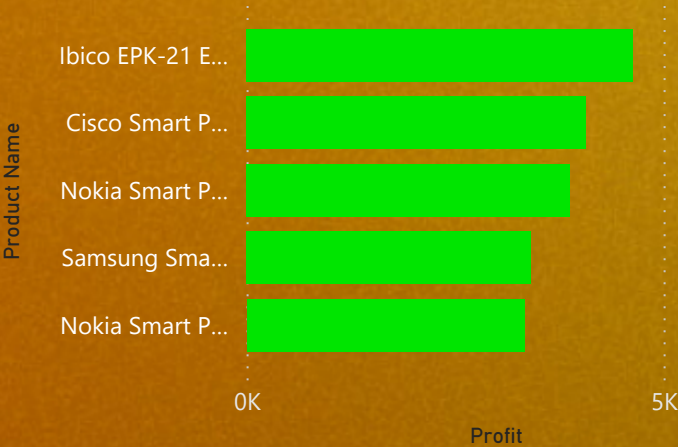 Product Name
Ibico EPK-21 E...
Cisco Smart P...
Nokia Smart P...
Samsung Sma...
Nokia Smart P...
0K
5K
Profit